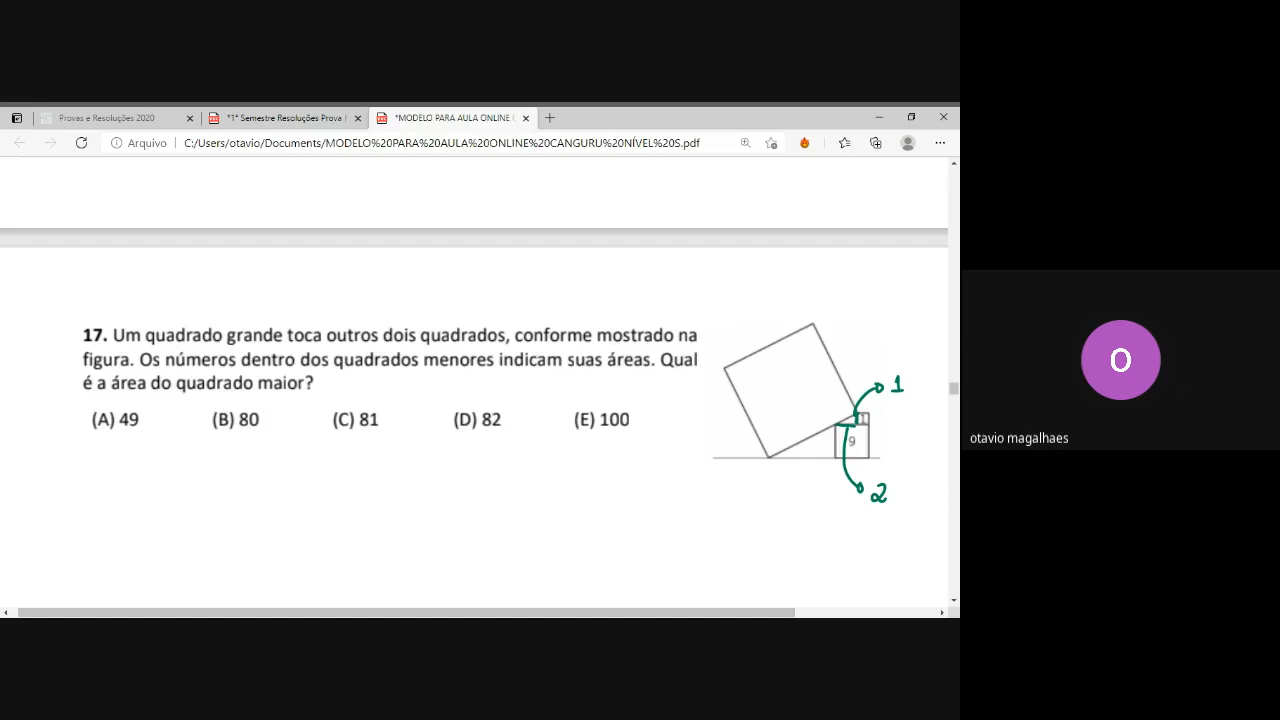 Provas e Resoluções 2020
*1° Semestre Resoluções Prova
*MODELO PARA AULA ONLINE
Arquivo
C:/Users/otavio/Documents/MODELO%20PARA%20AULA%20ONLINE%20CANGURU%20NÍVEL%20S.pdf
17. Um quadrado grande toca outros dois quadrados, conforme mostrado na
figura. Os números dentro dos quadrados menores indicam suas áreas. Qual
é a área do quadrado maior?
(A) 49 (B) 80 (C) 81 (D) 82 (E) 100
1
1
9
2
O
otavio magalhaes